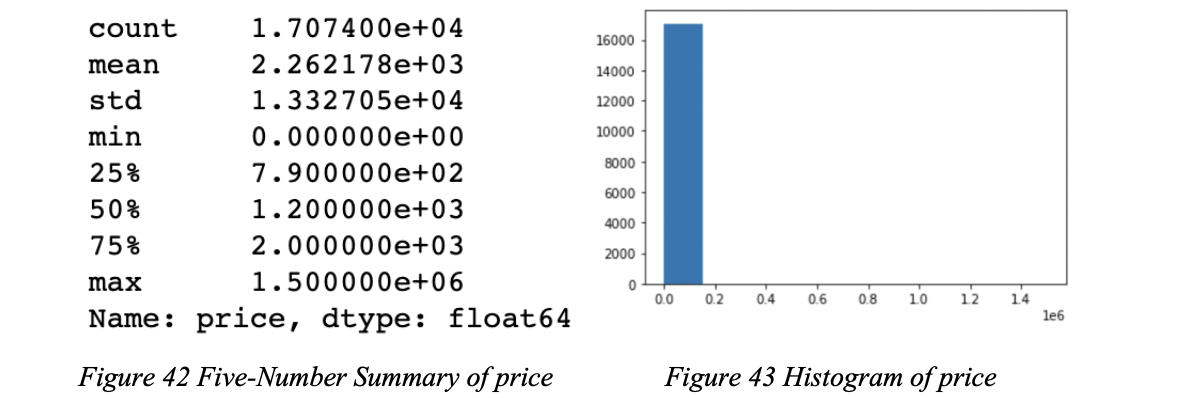 count 1.707400e+04
mean 2.262178e+03
std 1.332705e+04
min 0.000000e+00
25% 7.900000e+02
50% 1.200000e+03
75% 2.000000e+03
max 1.500000e+06
Name: price, dtype: float64
Figure 42 Five-Number Summary of price
16000
14000
12000
10000
8000
6000
4000
2000
0
0.0 0.2 0.4 0.6 0.8 1.0 1.2 1.4
1e6
Figure 43 Histogram of price